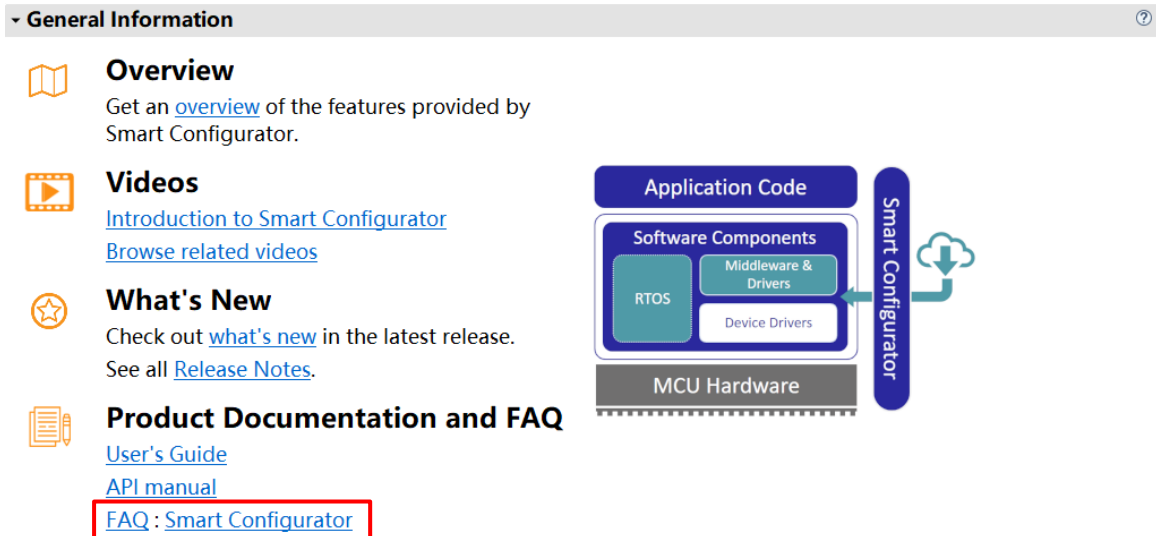 General Information
Overview
Get an overview of the features provided by
Smart Configurator.
Videos
Introduction to Smart Configurator
Browse related videos
What's New
Check out what's new in the latest release.
See all Release Notes.
Product Documentation and FAQ
User's Guide
API manual
FAQ : Smart Configurator
Application Code
Software Components
RTOS
Middleware &
Drivers
Device Drivers
MCU Hardware
Smart Configurator